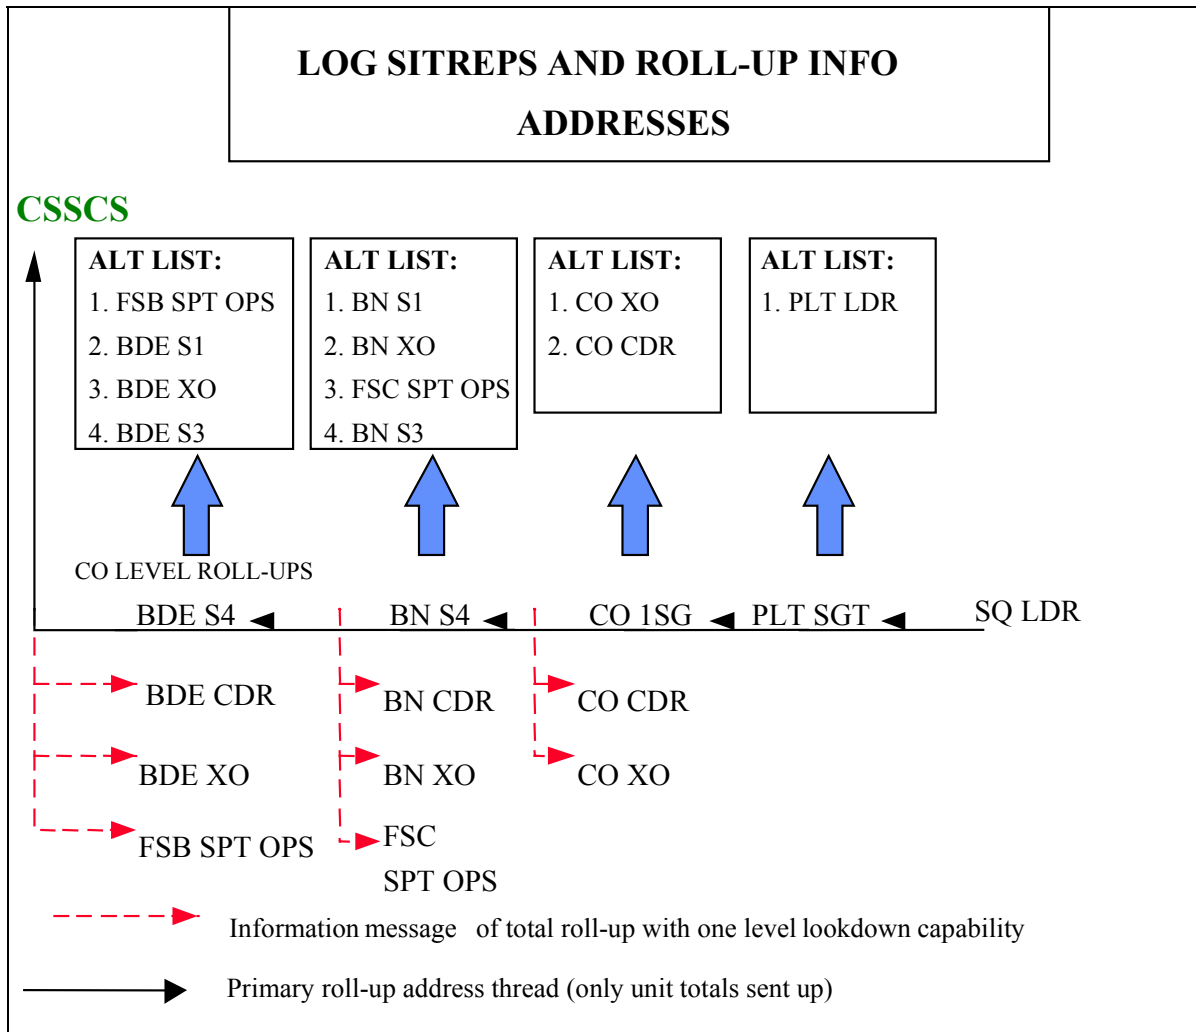 LOG SITREPS AND ROLL-UP INFO
ADDRESSES
CSSCS
ALT LIST:
1. FSB SPT OPS
2. BDE S1
3. BDE XO
4. BDE S3
ALT LIST:
1. BN S1
2. BN XO
3. FSC SPT OPS
4. BN S3
ALT LIST:
1. CO XO
2. CO CDR
ALT LIST:
1. PLT LDR
CO LEVEL ROLL-UPS
BDE S4
BN S4
CO 1SG
PLT SGT
SQ LDR
BDE CDR
BDE XO
FSB SPT OPS
BN CDR
BN XO
FSC
SPT OPS
CO CDR
CO XO
Information message of total roll-up with one level lookdown capability
Primary roll-up address thread (only unit totals sent up)